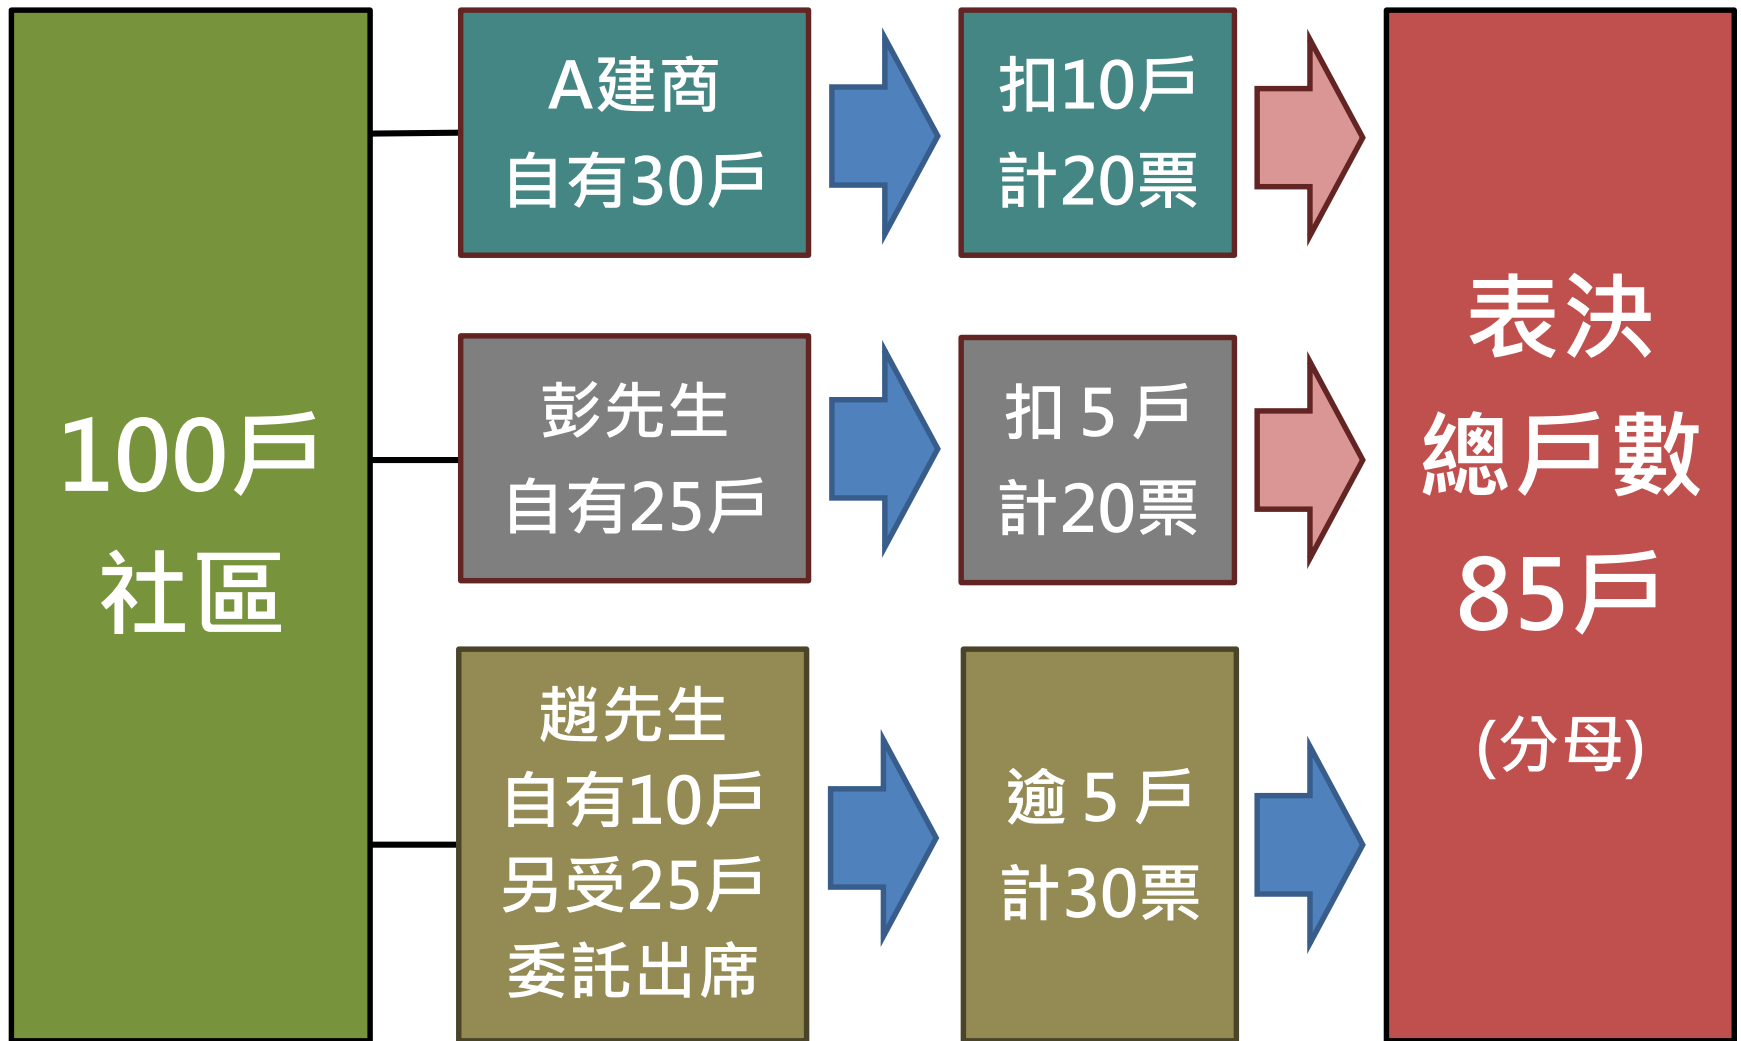 100戶
社區
A建商
自有30戶
扣10戶
計20票
彭先生
自有25戶
扣 5 戶
計20票
趙先生
自有10戶
另受25戶
委託出席
逾 5 戶
計30票
表決
總戶數
85戶
(分母)